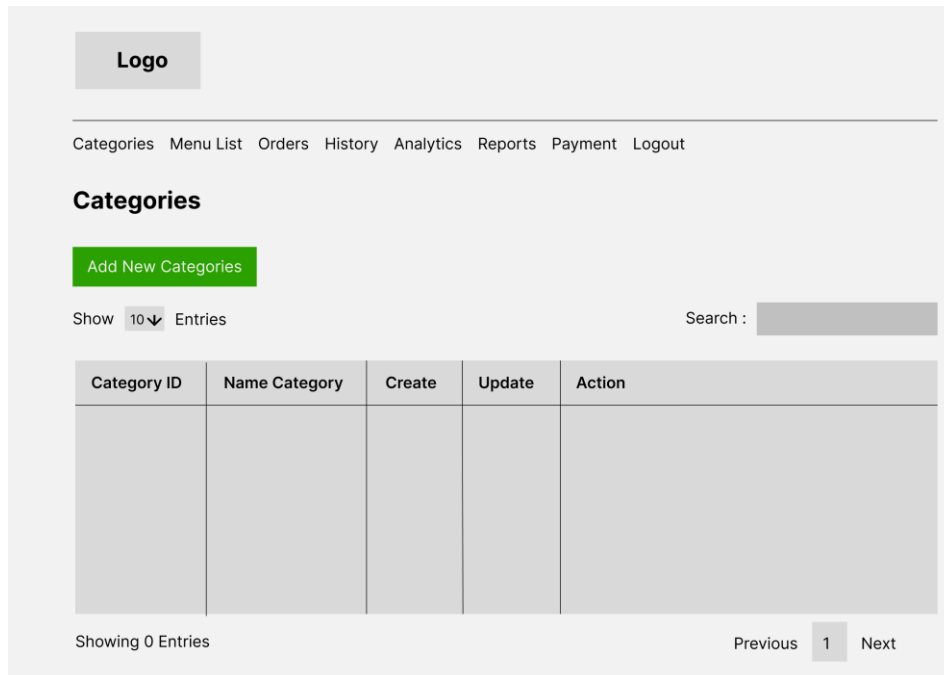 Logo
Categories Menu List Orders History Analytics Reports Payment Logout
Categories
Add New Categories
Show 10 Entries
Search :
Category ID Name Category Create Update Action
Showing 0 Entries
Previous 1 Next